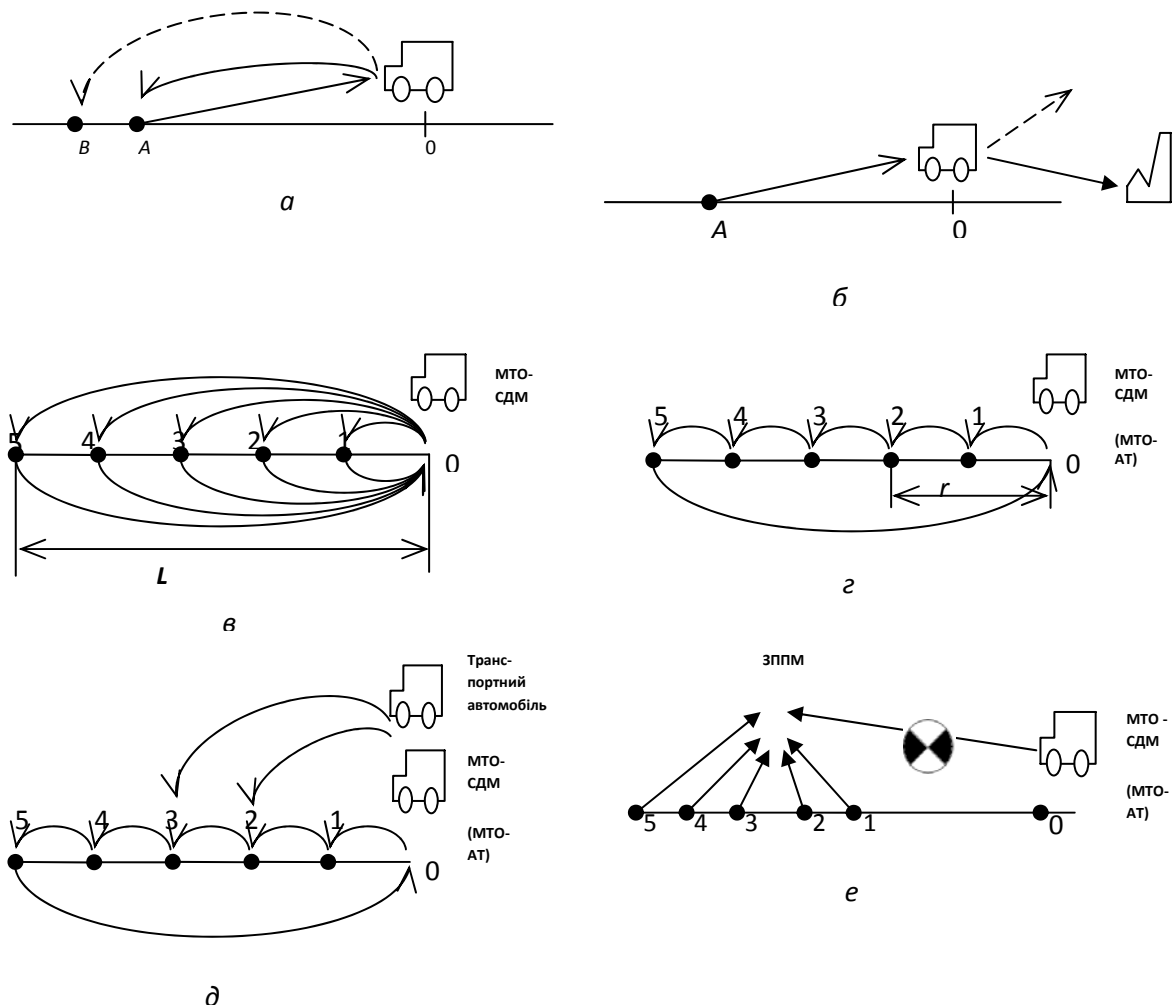 B
A
0
а
A
0
б
МТО-
СДМ
5
4
3
2
1
0
L
в
МТО-
СДМ
5
4
3
2
1
(МТО-
АТ)
0
r
г
Транс-
портний
автомобіль
МТО-
СДМ
5
4
3
2
1
(МТО-
АТ)
0
д
ЗППМ
МТО -
СДМ
(МТО-
АТ)
5
4
3
2
1
0
е